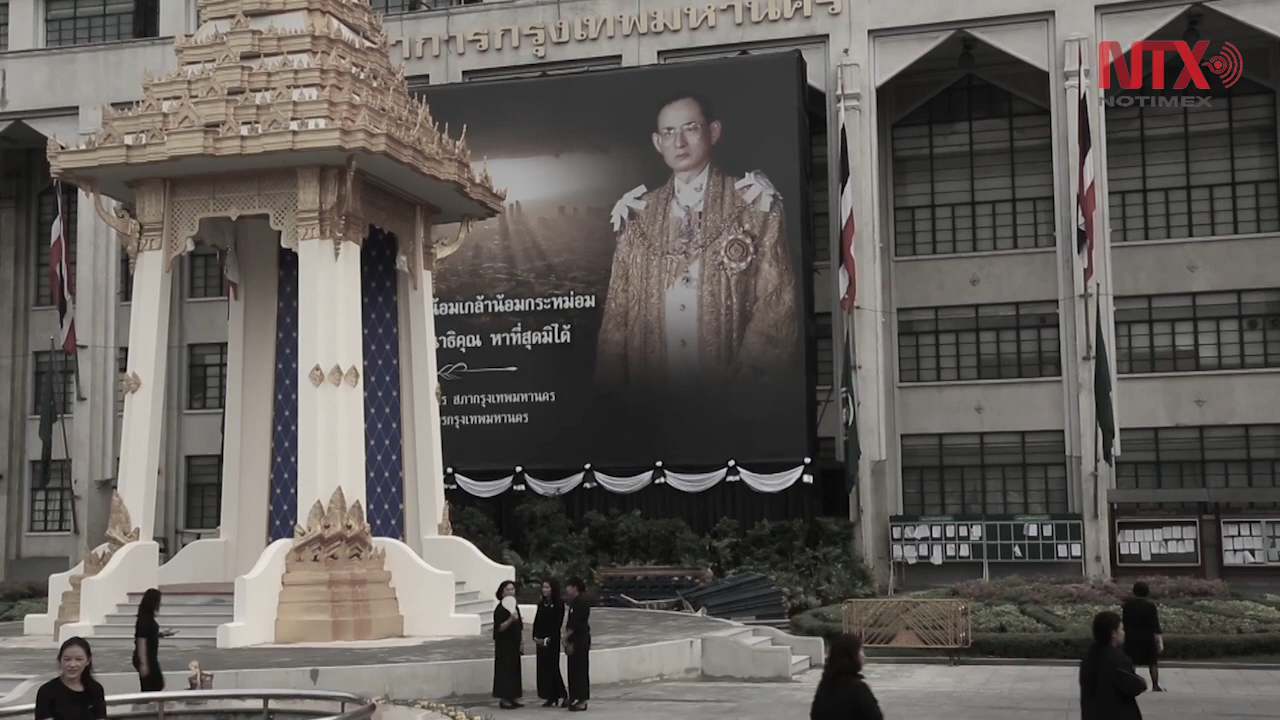 าการกรุงเทพมหานคร
NTX
NOTIMEX
น้อมเกล้าน้อมกระหม่อม
าธิคุณ หาที่สุดมิได้
ร สภากรุงเทพมหานคร
รกรุงเทพมหานคร